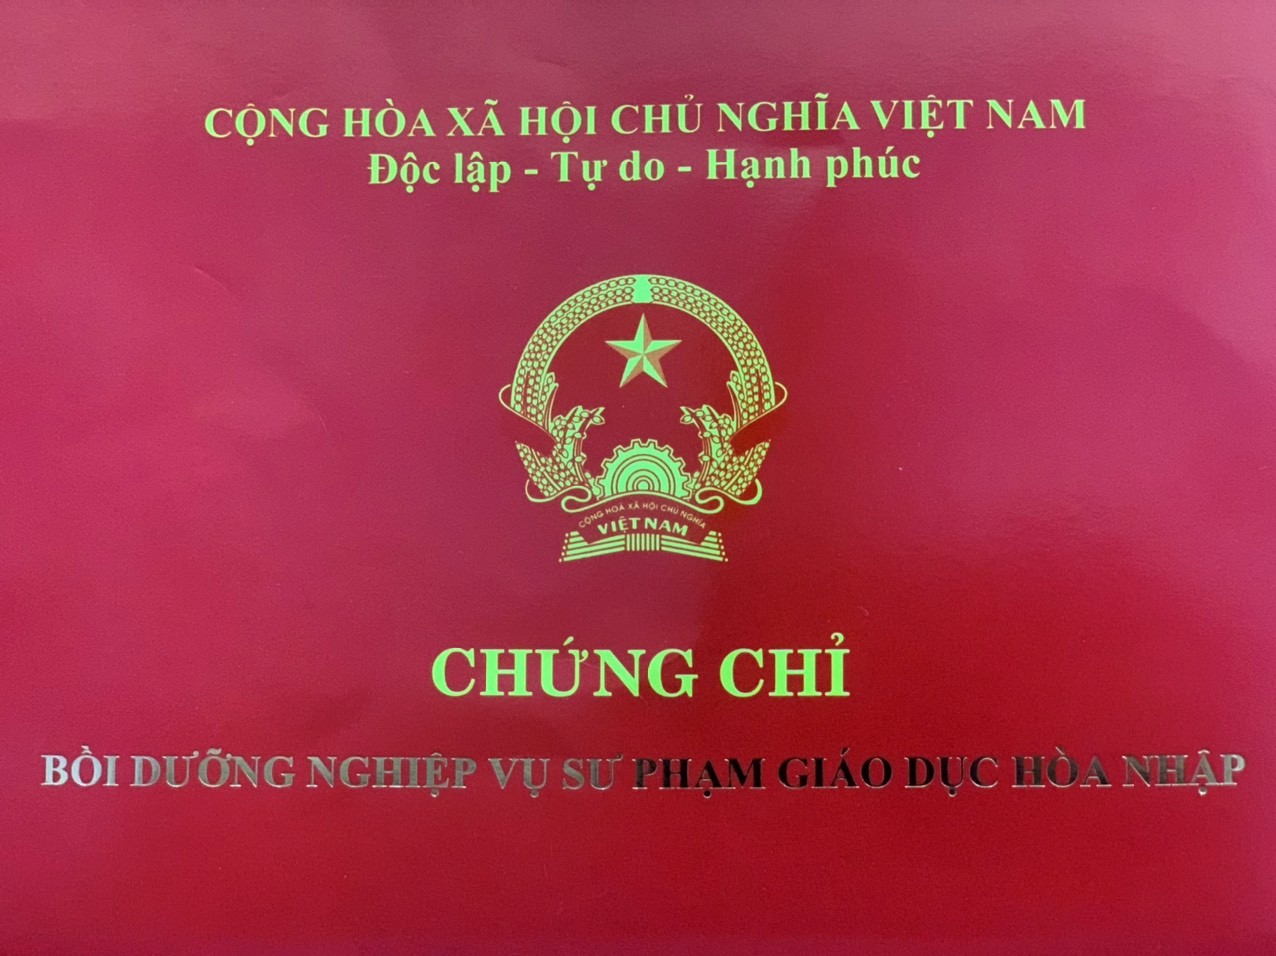 CỘNG HÒA XÃ HỘI CHỦ NGHĨA VIỆT NAM
Độc lập - Tự do - Hạnh phúc
CỘNG HOÀ XÃ HỘI CHỦ NGHĨA
VIỆT NAM
CHỨNG CHỈ
BỒI DƯỠNG NGHIỆP VỤ SƯ PHẠM GIÁO DỤC HÒA NHẬP